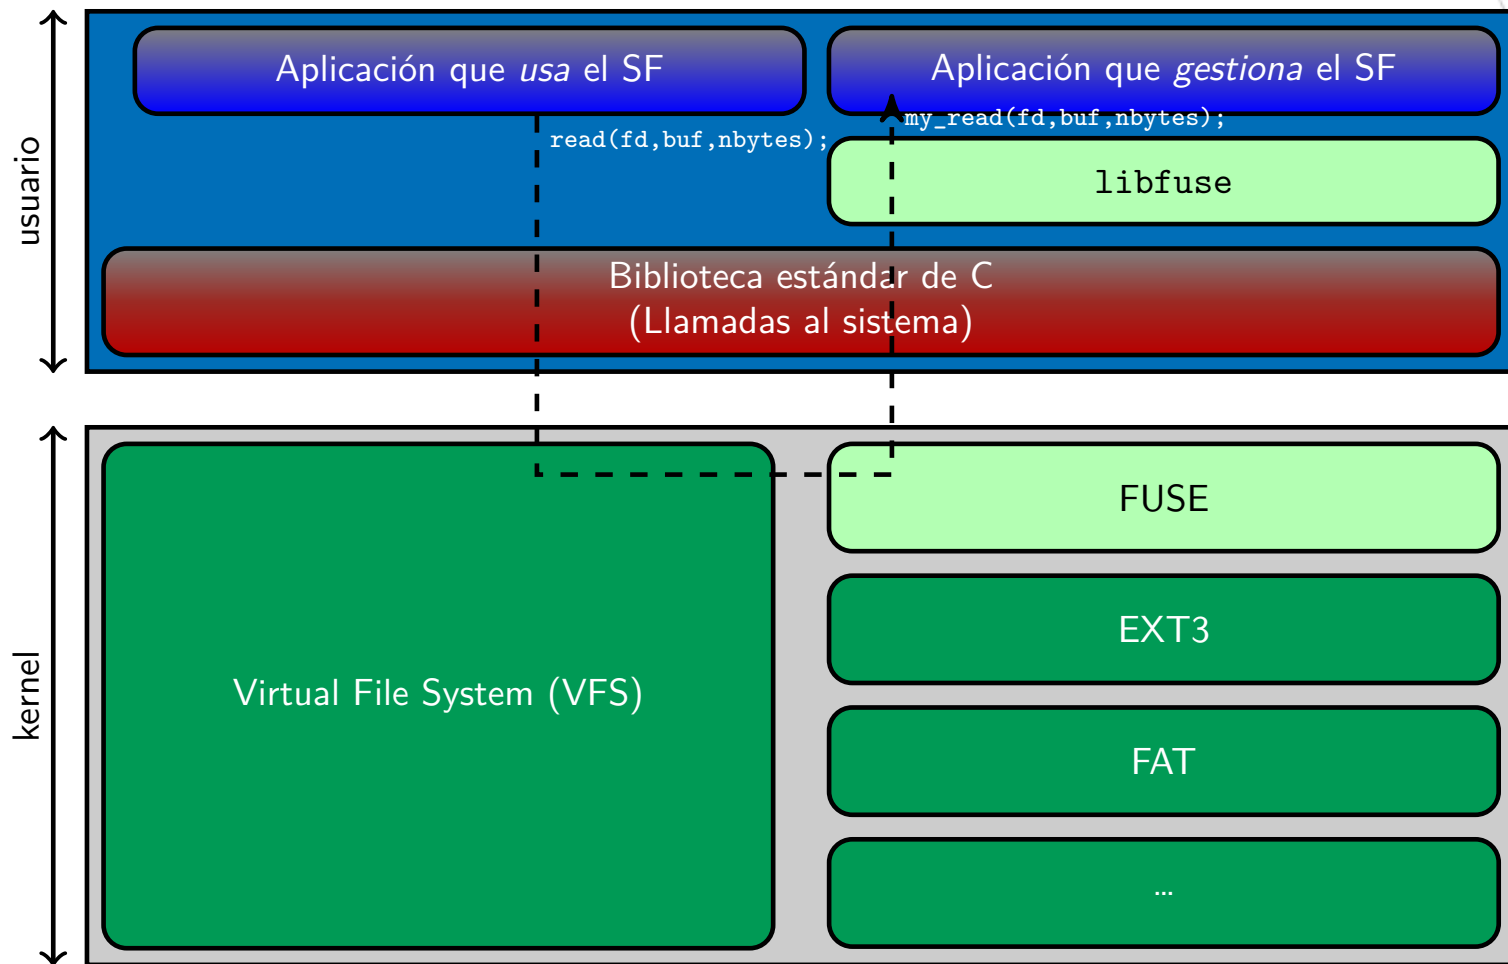 usuario
Aplicación que usa el SF
Aplicación que gestiona el SF
read(fd,buf,nbytes);
my_read(fd,buf,nbytes);
libfuse
Biblioteca estándar de C
(Llamadas al sistema)
kernel
Virtual File System (VFS)
FUSE
EXT3
FAT
...